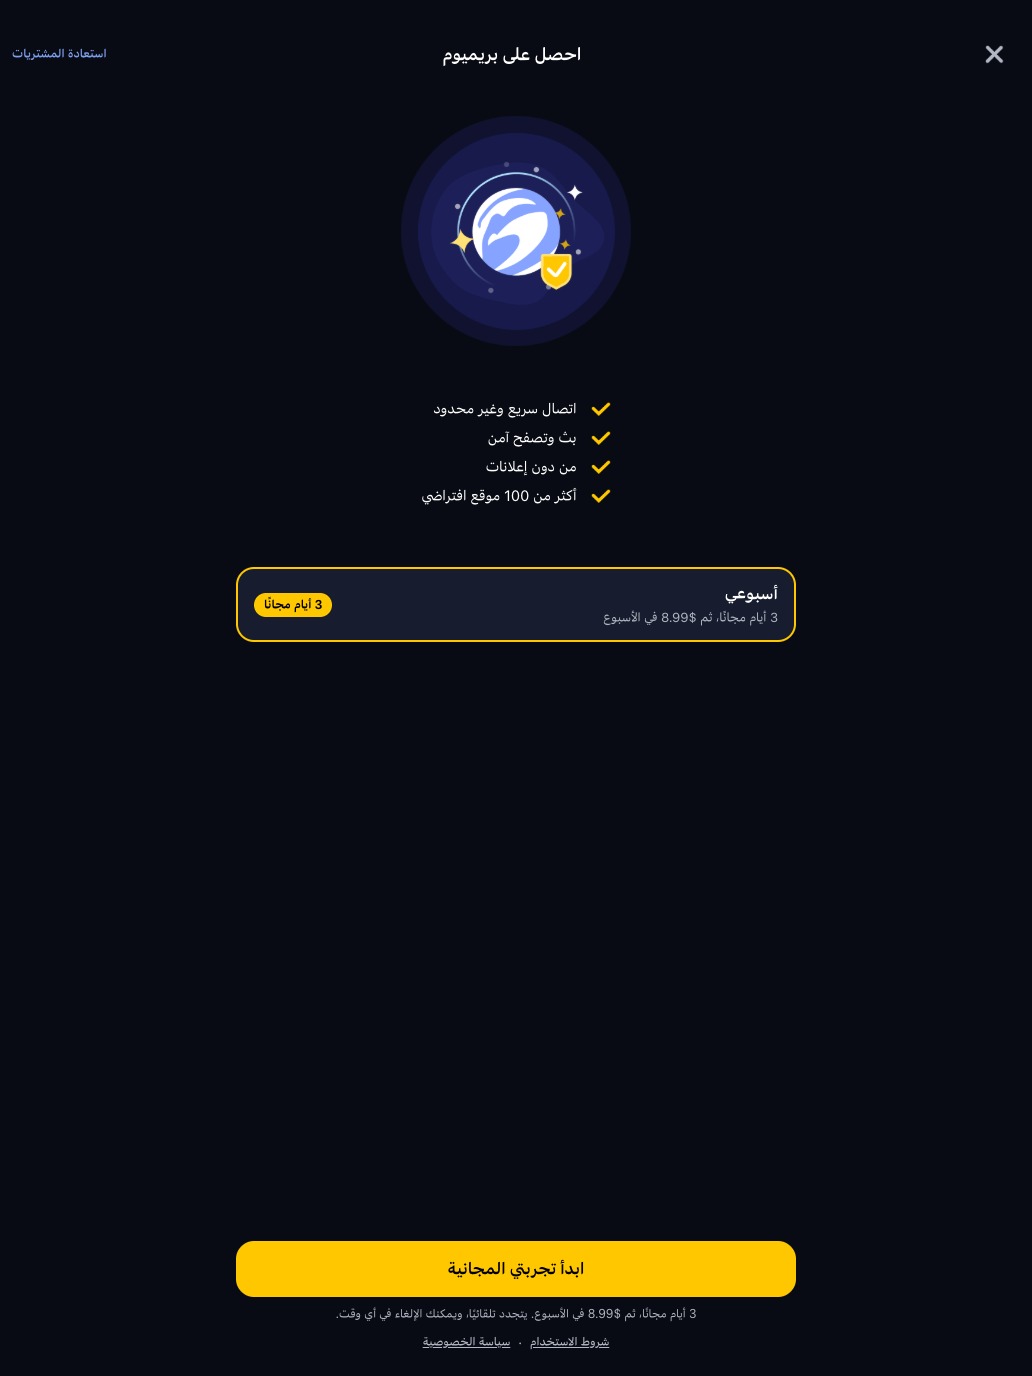 احصل على بريميوم
استعادة المشتريات
اتصال سريع وغير محدود
بث وتصفح آمن
من دون إعلانات
أكثر من 100 موقع افتراضي
أسبوعي
3 أيام مجانًا، ثم 8.99$ في الأسبوع
3 أيام مجانًا
ابدأ تجربتي المجانية
3 أيام مجانًا، ثم 8.99$ في الأسبوع. يتجدد تلقائيًا، ويمكنك الإلغاء في أي وقت.
شروط الاستخدام · سياسة الخصوصية